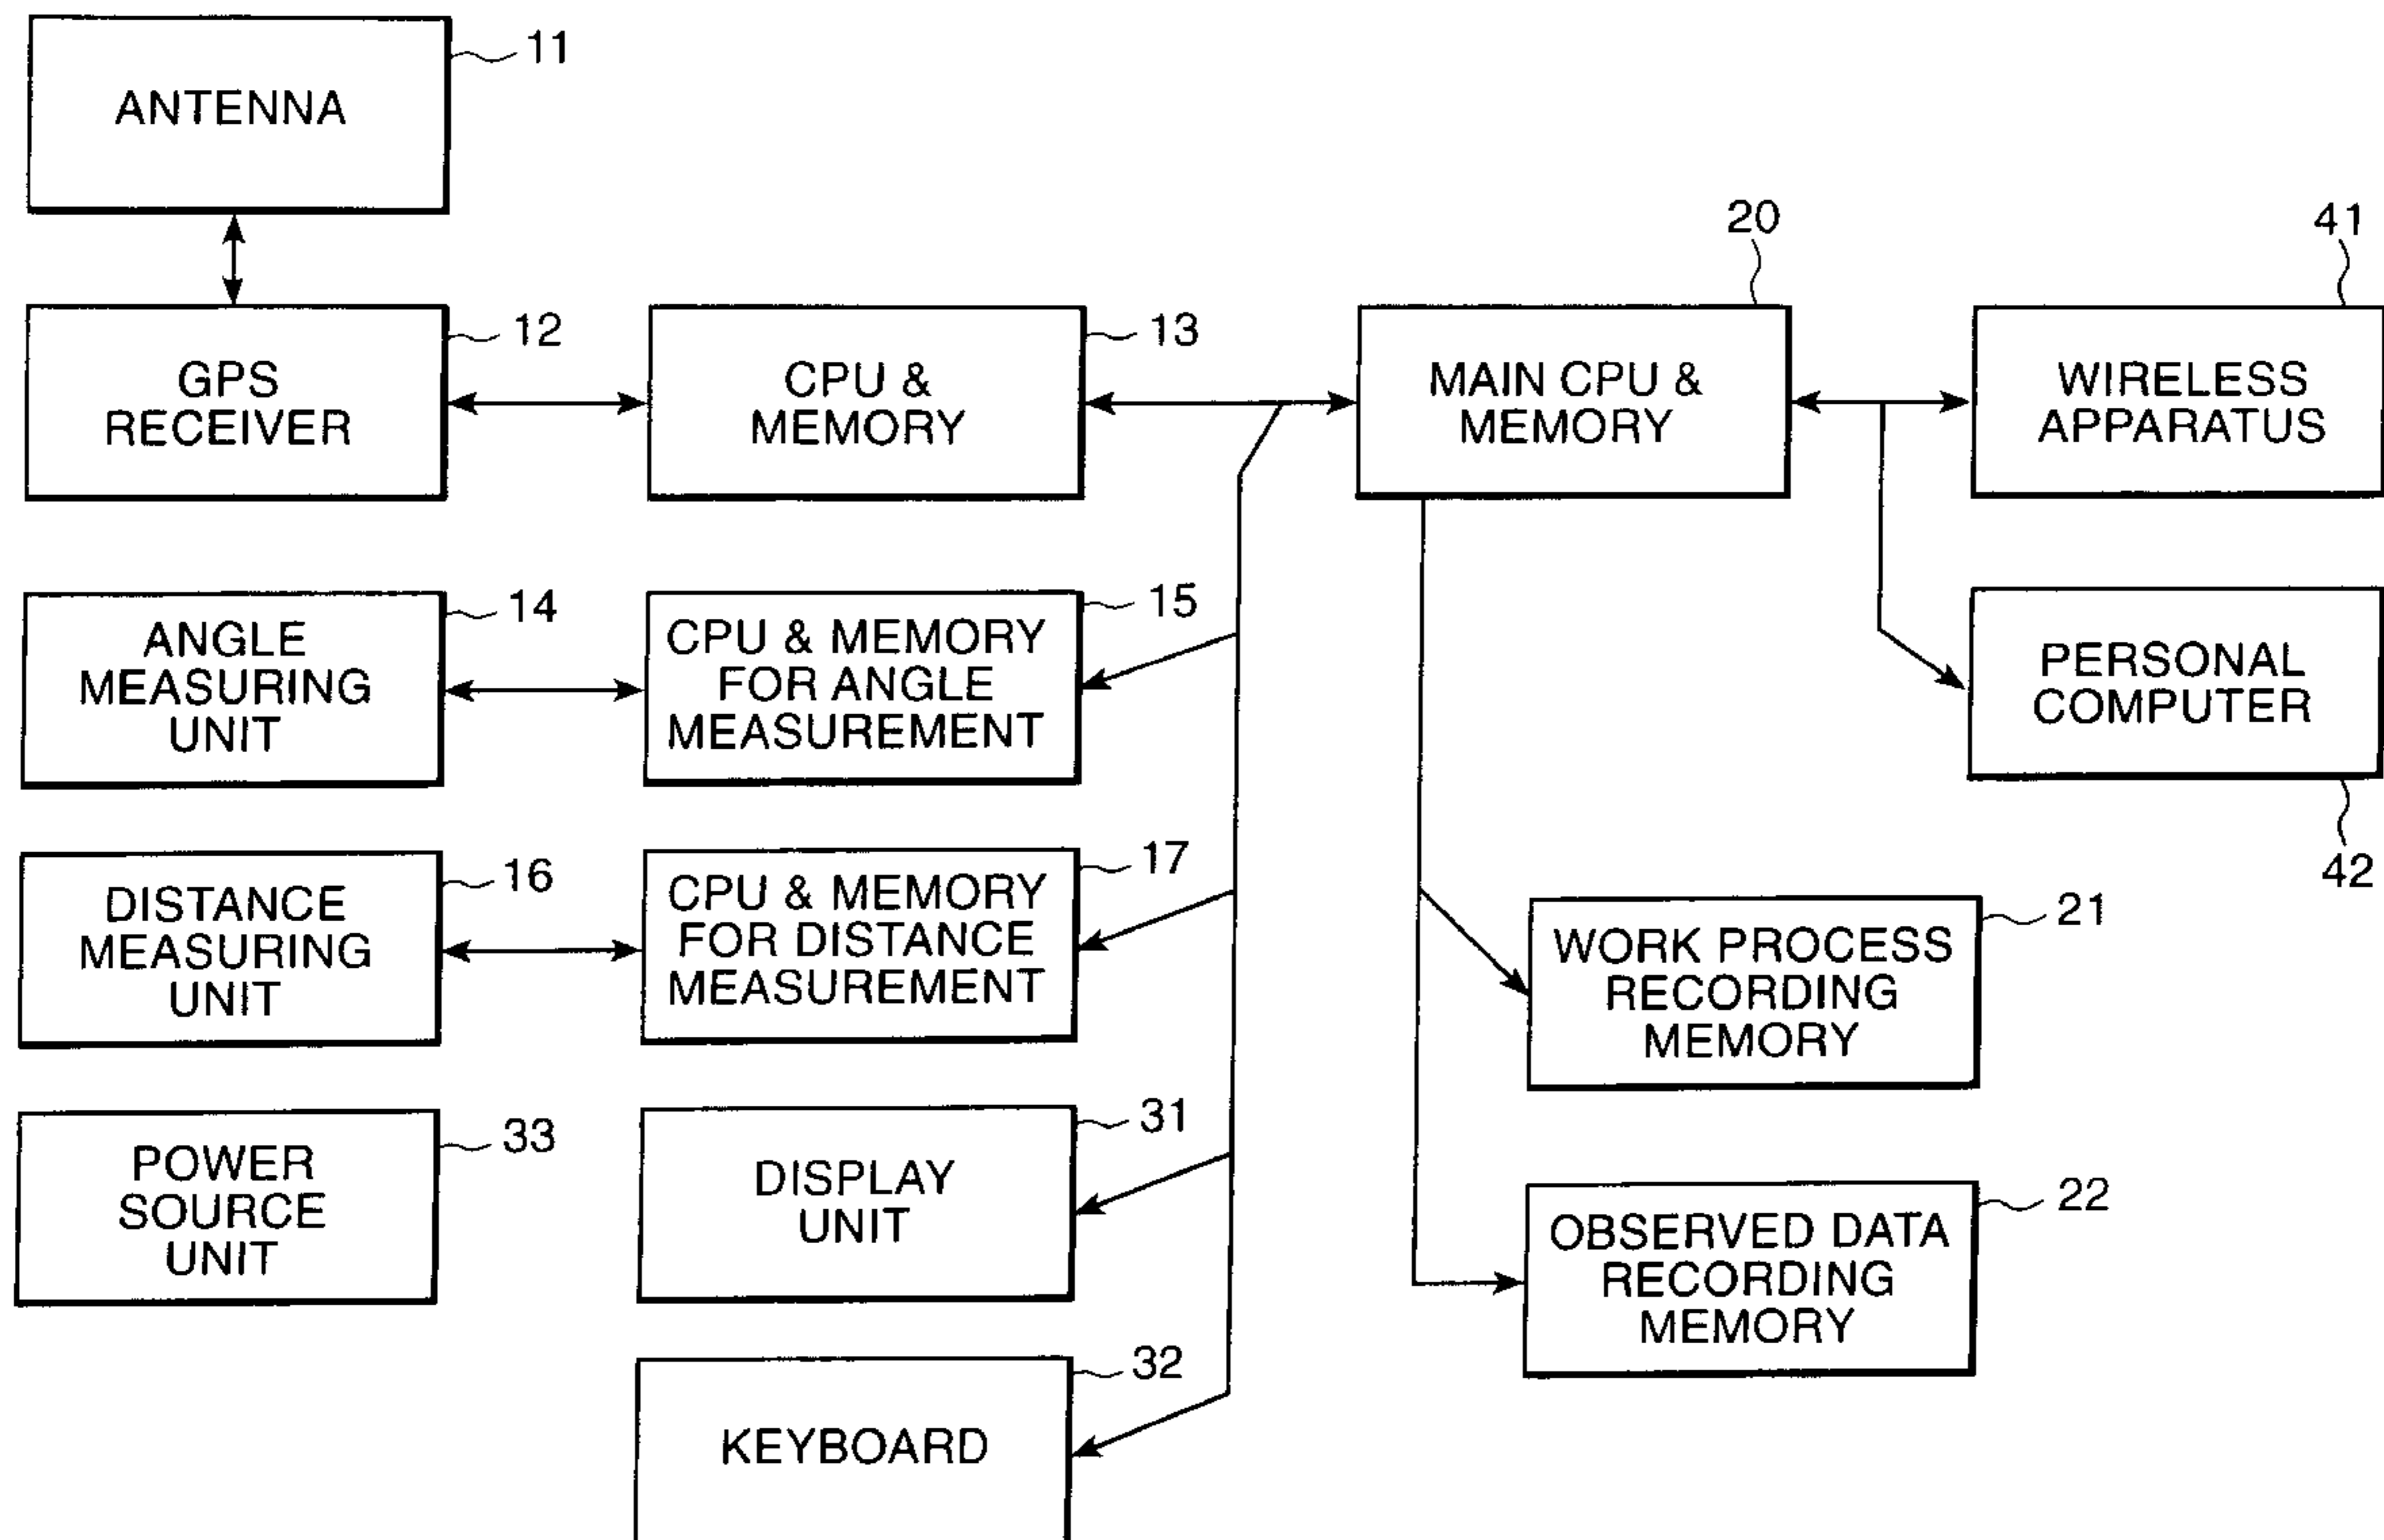 11
ANTENNA
12
GPS
RECEIVER
13
CPU &
MEMORY
20
MAIN CPU &
MEMORY
41
WIRELESS
APPARATUS
14
ANGLE
MEASURING
UNIT
15
CPU & MEMORY
FOR ANGLE
MEASUREMENT
PERSONAL
COMPUTER
42
16
DISTANCE
MEASURING
UNIT
17
CPU & MEMORY
FOR DISTANCE
MEASUREMENT
21
WORK PROCESS
RECORDING
MEMORY
33
POWER
SOURCE
UNIT
31
DISPLAY
UNIT
22
OBSERVED DATA
RECORDING
MEMORY
32
KEYBOARD